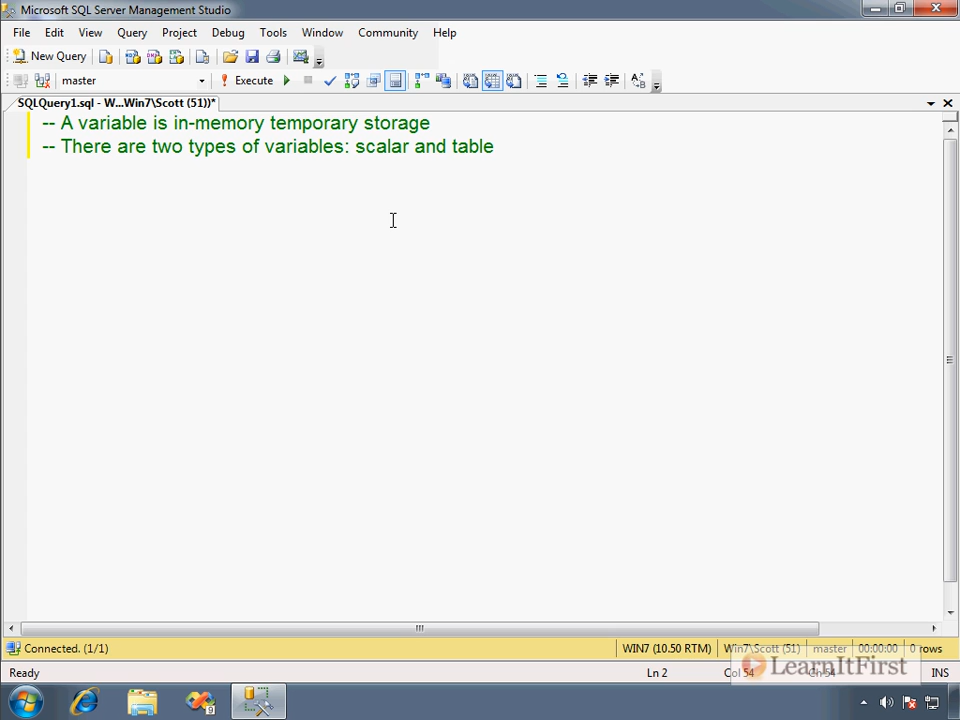 Microsoft SQL Server Management Studio
File Edit View Query Project Debug Tools Window Community Help
New Query
master Execute
SQLQuery1.sql - W...Win7\Scott (51))*
-- A variable is in-memory temporary storage
-- There are two types of variables: scalar and table
Connected. (1/1) WIN7 (10.50 RTM) Win7\Scott (51) master 00:00:00 0 rows
Ready Ln 2 Col 54 Ch 54 INS
LearnItFirst